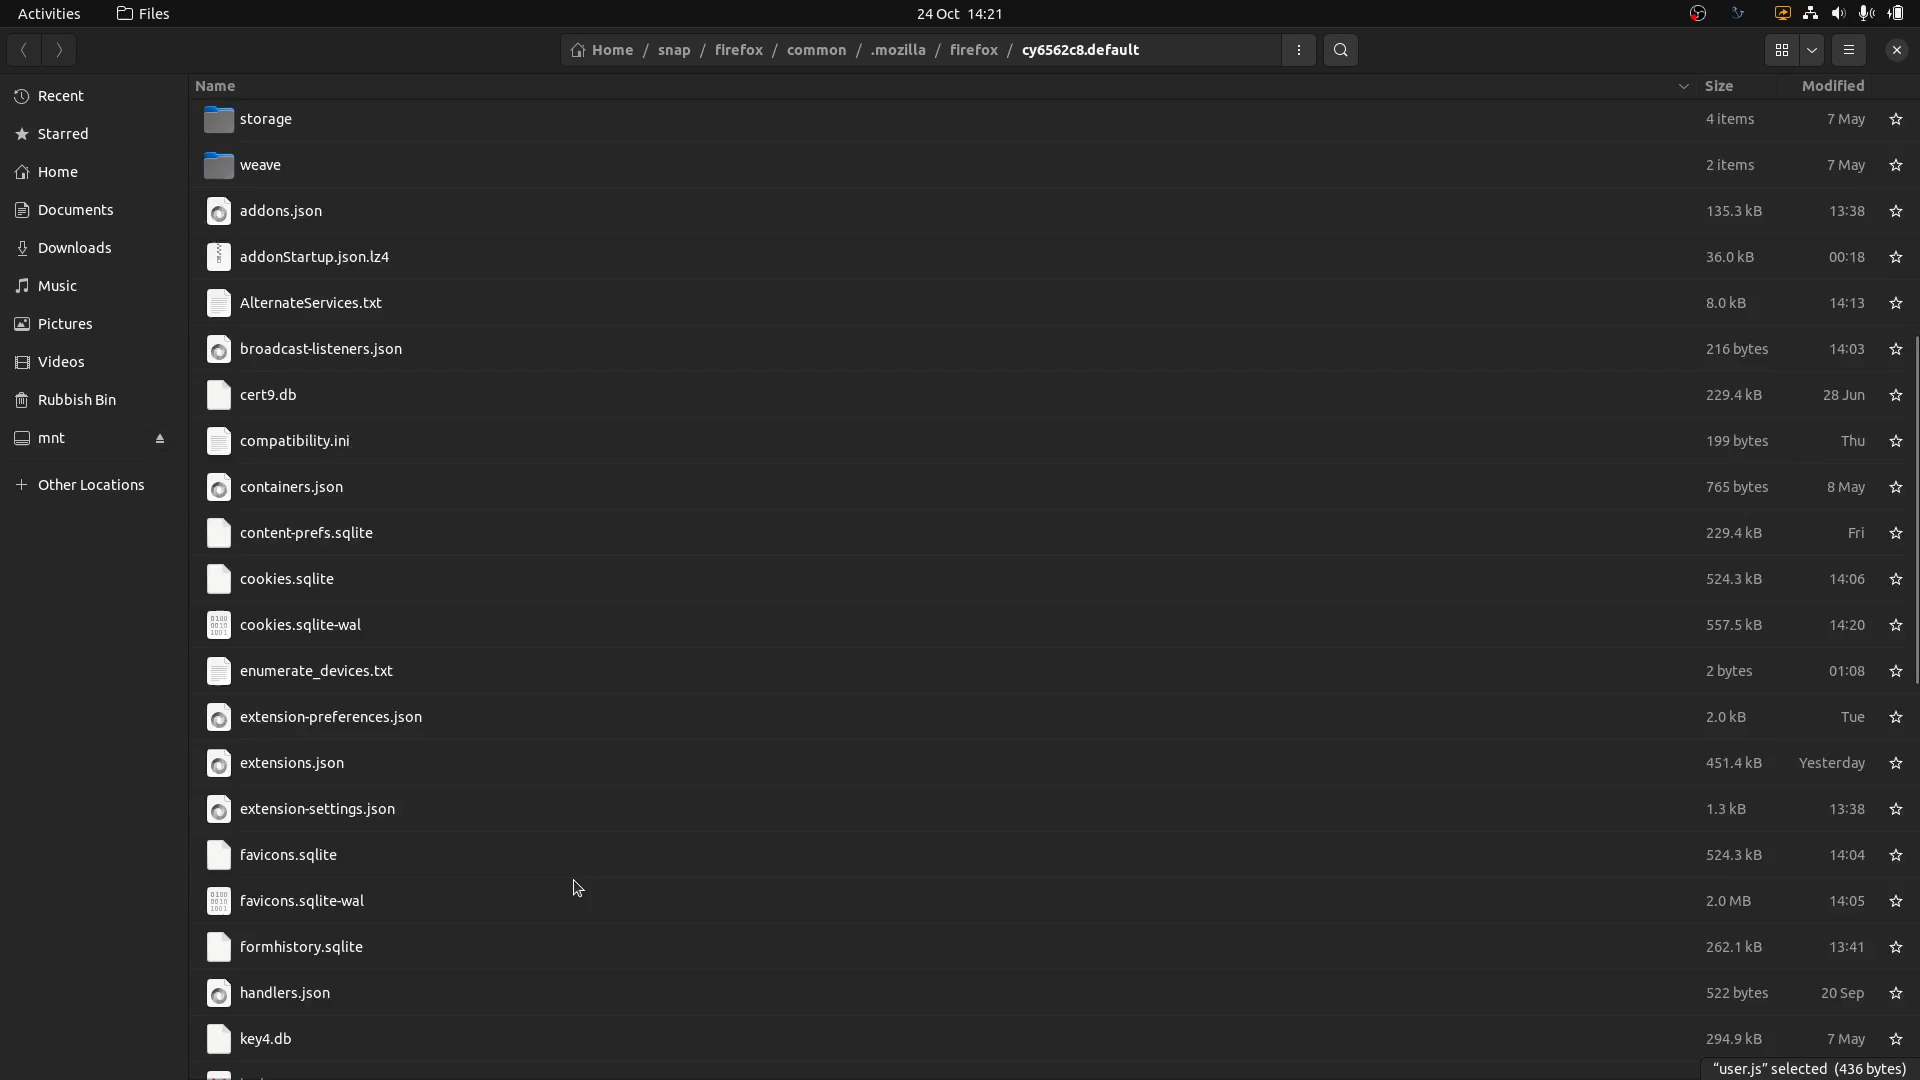 Activities Files 24 Oct 14:21
Home / snap / firefox / common / .mozilla / firefox / cy6562c8.default
Name Size Modified
Recent
Starred
Home
Documents
Downloads
Music
Pictures
Videos
Rubbish Bin
mnt
Other Locations
storage 4 items 7 May
weave 2 items 7 May
addons.json 135.3 kB 13:38
addonStartup.json.lz4 36.0 kB 00:18
AlternateServices.txt 8.0 kB 14:13
broadcast-listeners.json 216 bytes 14:03
cert9.db 229.4 kB 28 Jun
compatibility.ini 199 bytes Thu
containers.json 765 bytes 8 May
content-prefs.sqlite 229.4 kB Fri
cookies.sqlite 524.3 kB 14:06
cookies.sqlite-wal 557.5 kB 14:20
enumerate_devices.txt 2 bytes 01:08
extension-preferences.json 2.0 kB Tue
extensions.json 451.4 kB Yesterday
extension-settings.json 1.3 kB 13:38
favicons.sqlite 524.3 kB 14:04
favicons.sqlite-wal 2.0 MB 14:05
formhistory.sqlite 262.1 kB 13:41
handlers.json 522 bytes 20 Sep
key4.db 294.9 kB 7 May
“user.js” selected (436 bytes)